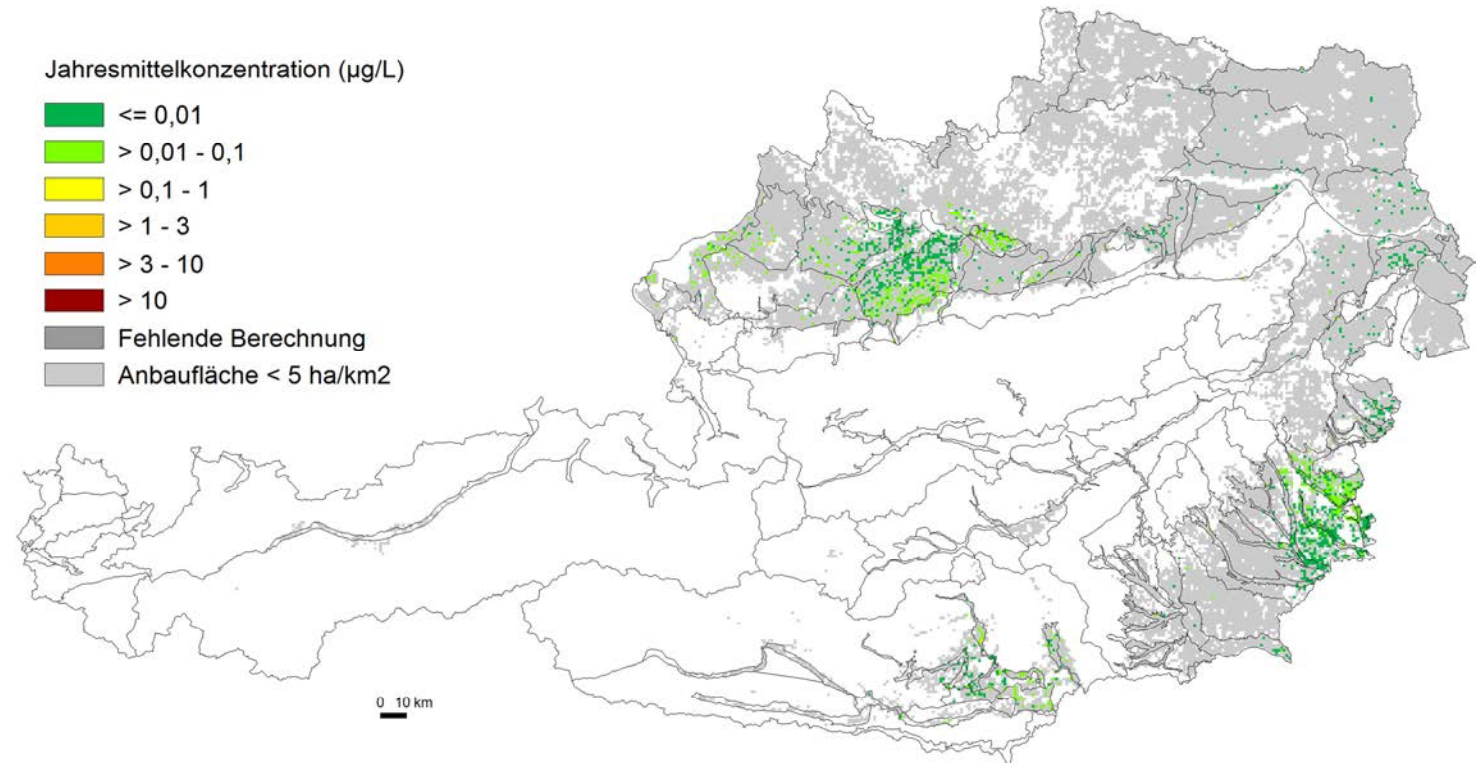 Jahresmittelkonzentration (µg/L)
<= 0,01
> 0,01 - 0,1
> 0,1 - 1
> 1 - 3
> 3 - 10
> 10
Fehlende Berechnung
Anbaufläche < 5 ha/km2
0 10 km